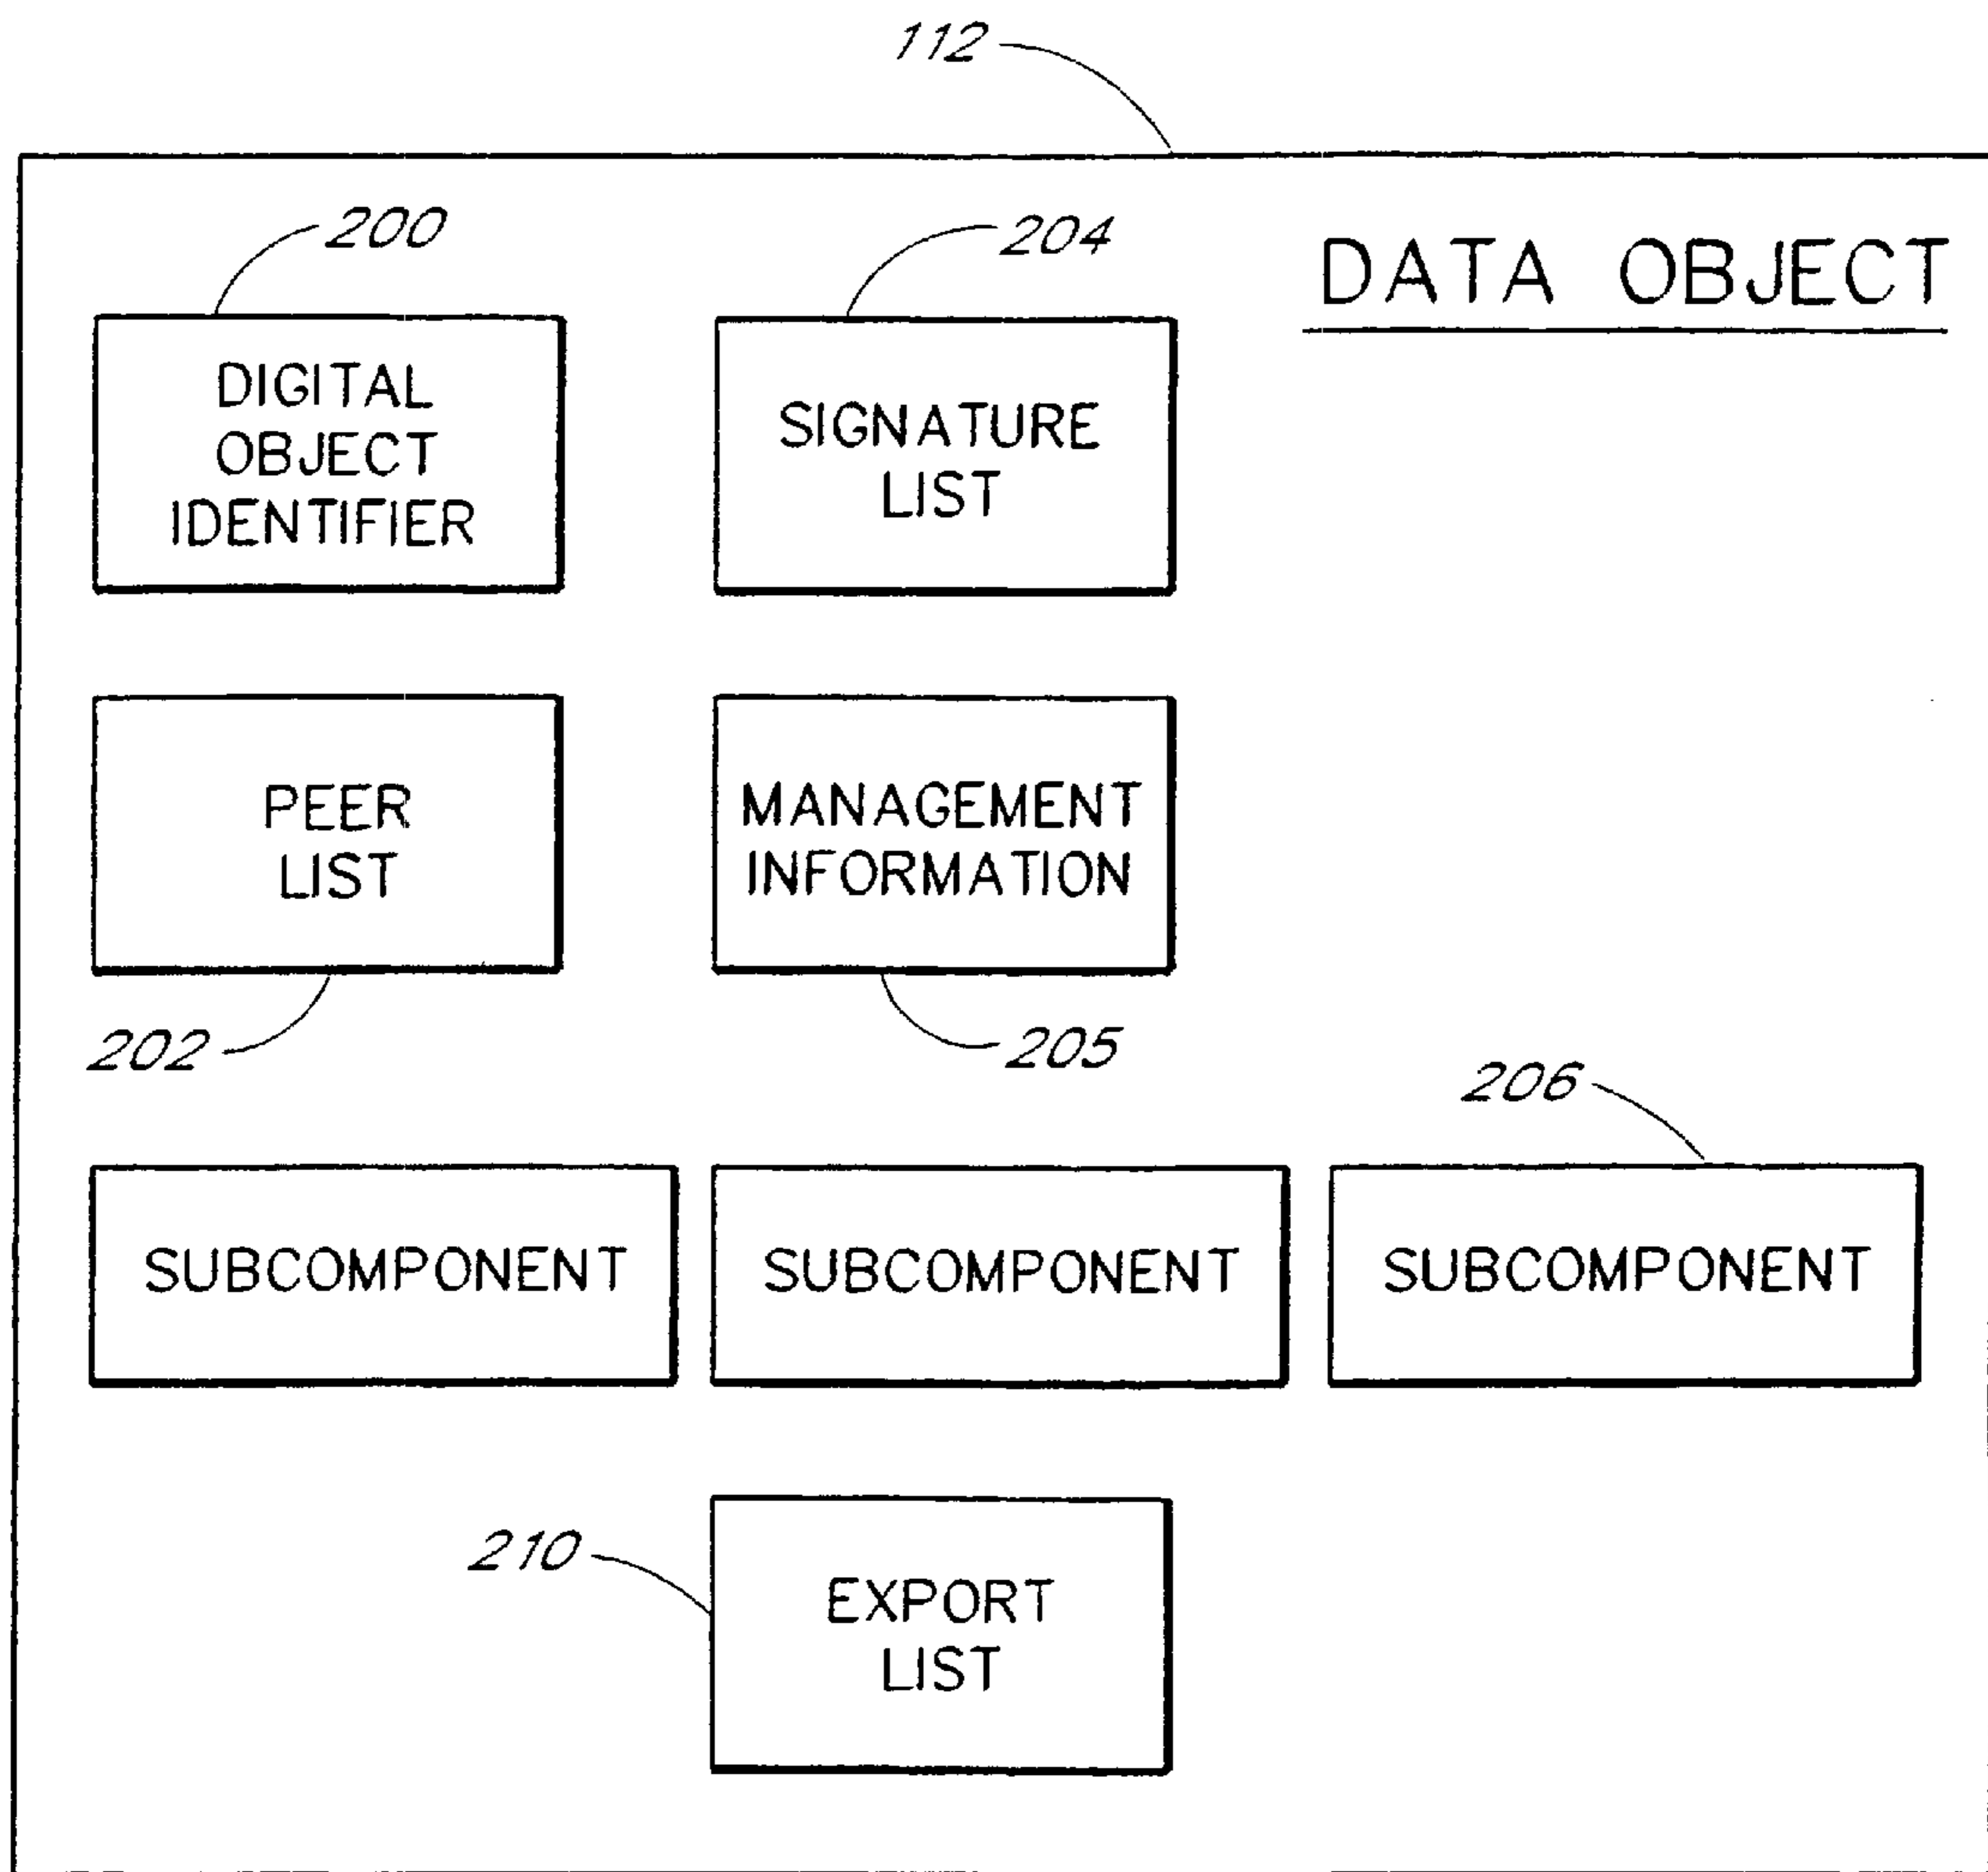 112
200
204
DATA OBJECT
DIGITAL
OBJECT
IDENTIFIER
SIGNATURE
LIST
PEER
LIST
MANAGEMENT
INFORMATION
202
205
206
SUBCOMPONENT
SUBCOMPONENT
SUBCOMPONENT
210
EXPORT
LIST